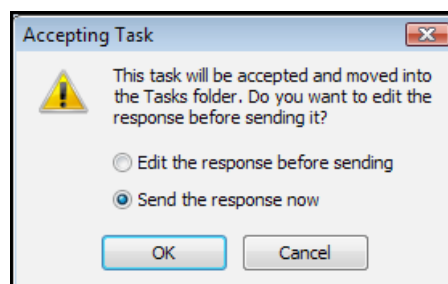 Accepting Task
This task will be accepted and moved into
the Tasks folder. Do you want to edit the
response before sending it?
Edit the response before sending
Send the response now
OK Cancel